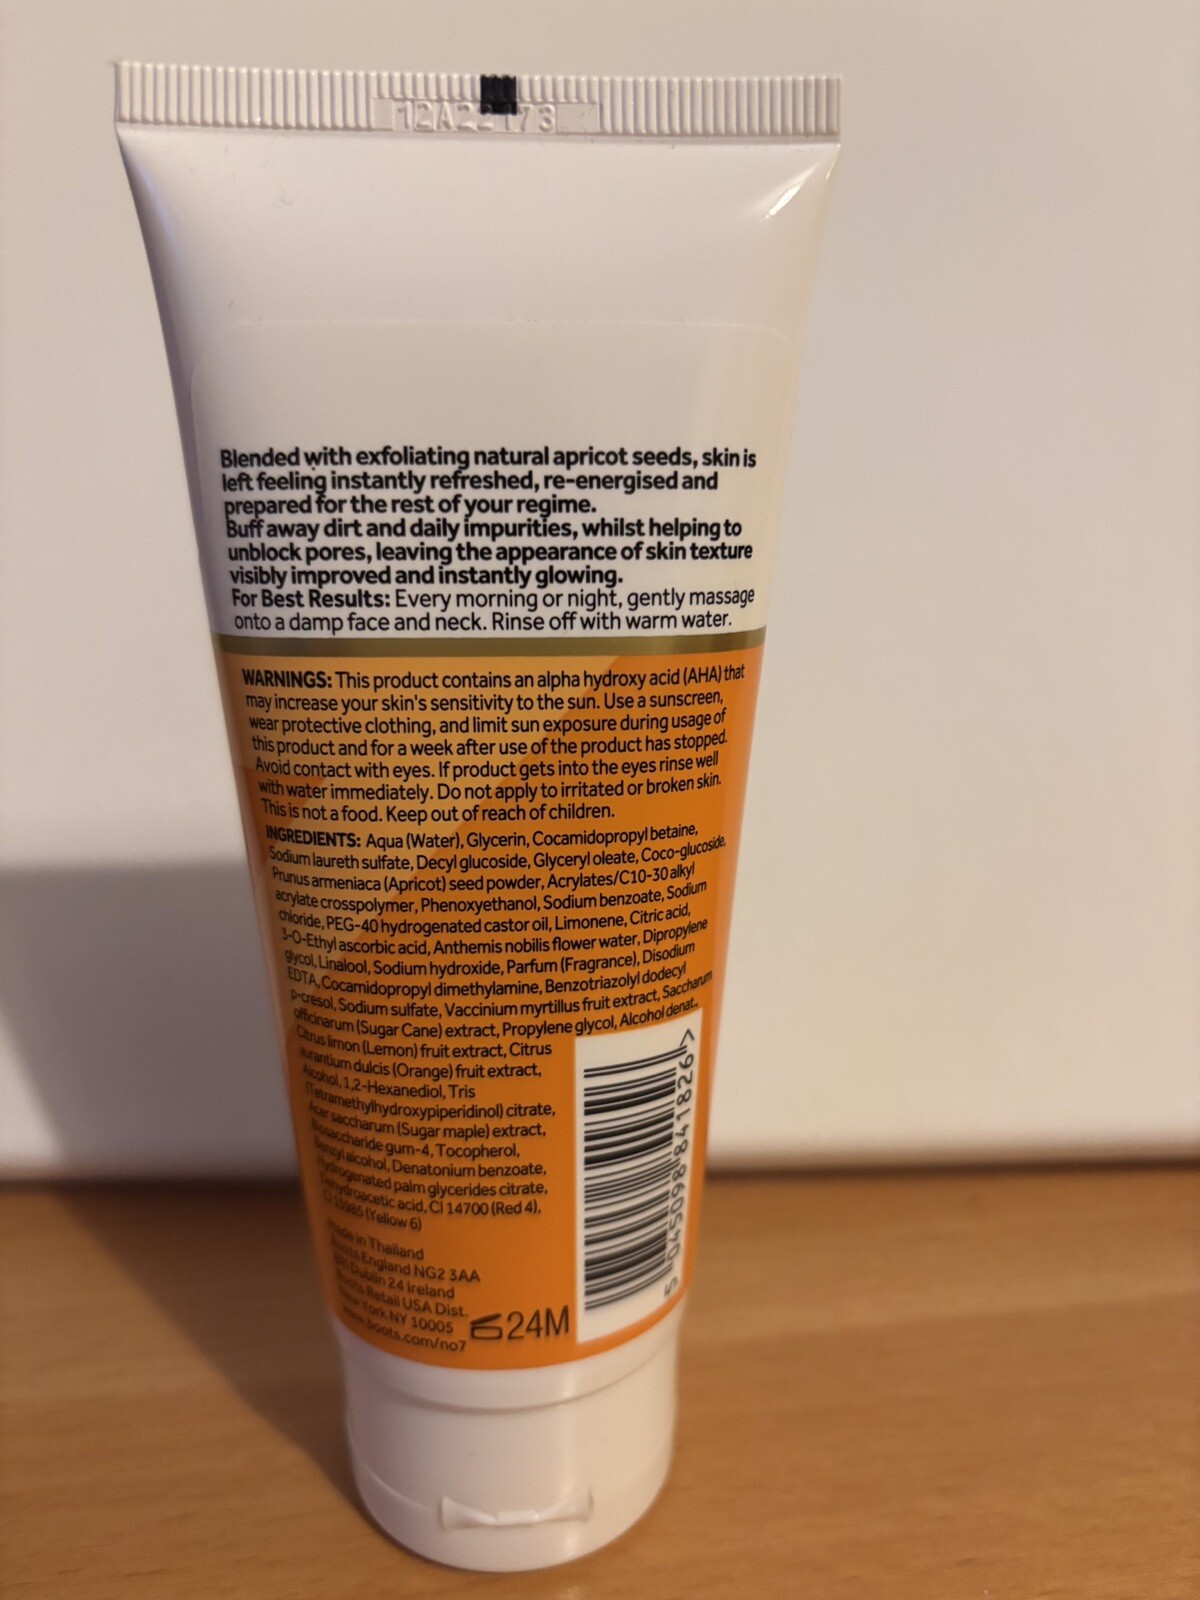 12A22173
Blended with exfoliating natural apricot seeds, skin is
left feeling instantly refreshed, re-energised and
prepared for the rest of your regime.
Buff away dirt and daily impurities, whilst helping to
unblock pores, leaving the appearance of skin texture
visibly improved and instantly glowing.
For Best Results: Every morning or night, gently massage
onto a damp face and neck. Rinse off with warm water.
WARNINGS: This product contains an alpha hydroxy acid (AHA) that
may increase your skin's sensitivity to the sun. Use a sunscreen,
wear protective clothing, and limit sun exposure during usage of
this product and for a week after use of the product has stopped.
Avoid contact with eyes. If product gets into the eyes rinse well
with water immediately. Do not apply to irritated or broken skin.
This is not a food. Keep out of reach of children.
INGREDIENTS: Aqua (Water), Glycerin, Cocamidopropyl betaine,
Sodium laureth sulfate, Decyl glucoside, Glyceryl oleate, Coco-glucoside,
Prunus armeniaca (Apricot) seed powder, Acrylates/C10-30 alkyl
acrylate crosspolymer, Phenoxyethanol, Sodium benzoate, Sodium
chloride, PEG-40 hydrogenated castor oil, Limonene, Citric acid,
3-O-Ethyl ascorbic acid, Anthemis nobilis flower water, Dipropylene
glycol, Linalool, Sodium hydroxide, Parfum (Fragrance), Disodium
EDTA, Cocamidopropyl dimethylamine, Benzotriazolyl dodecyl
p-cresol, Sodium sulfate, Vaccinium myrtillus fruit extract, Saccharum
officinarum (Sugar Cane) extract, Propylene glycol, Alcohol denat.,
Citrus limon (Lemon) fruit extract, Citrus
aurantium dulcis (Orange) fruit extract,
Alcohol, 1,2-Hexanediol, Tris
(Tetramethylhydroxypiperidinol) citrate,
Acer saccharum (Sugar maple) extract,
Biosaccharide gum-4, Tocopherol,
Benzyl alcohol, Denatonium benzoate,
Hydrogenated palm glycerides citrate,
Dehydroacetic acid, CI 14700 (Red 4),
CI 15985 (Yellow 6)
Made in Thailand
Boots England NG2 3AA
Dublin 24 Ireland
Boots Retail USA Dist.
New York NY 10005
www.boots.com/no7
24M
5 045098 841826 >